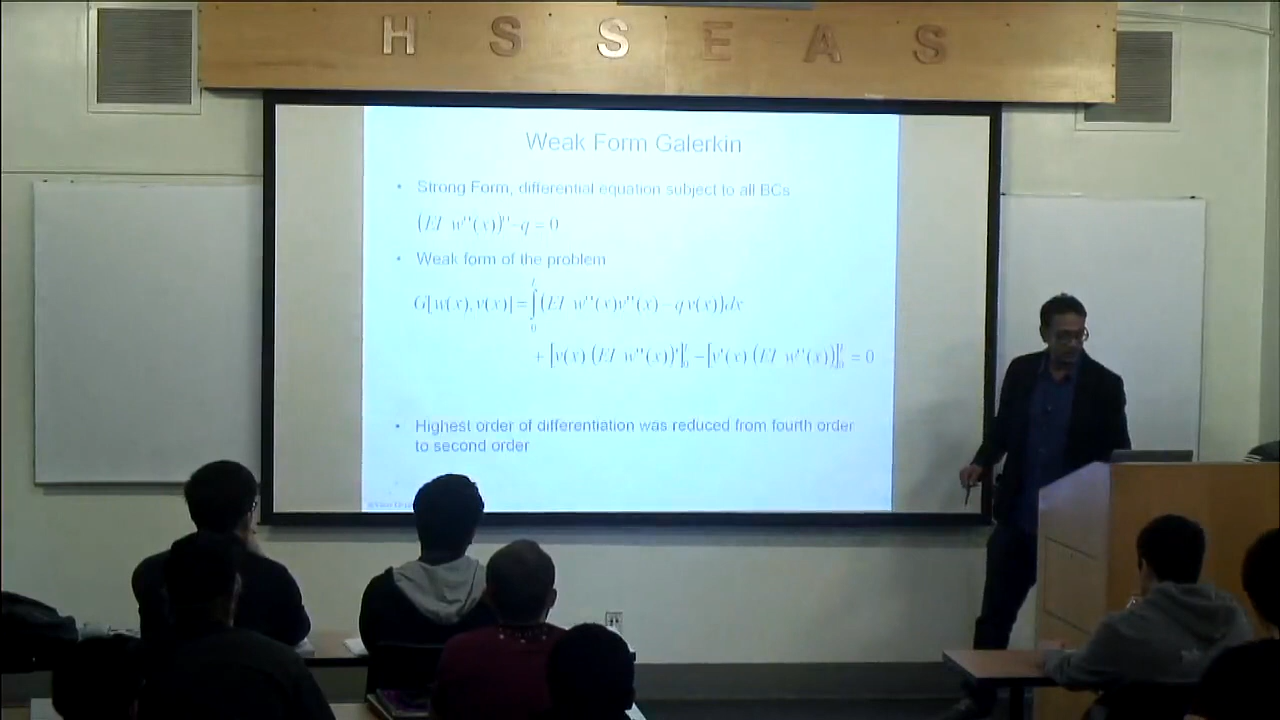 H S S E A S
Weak Form Galerkin
• Strong Form, differential equation subject to all BCs
(EI w''(x))''-q = 0
• Weak form of the problem
G[w(x),v(x)] = ∫₀ᴸ (EI w''(x)v''(x) - q v(x))dx
+ [v(x) (EI w''(x))']₀ᴸ - [v'(x) (EI w''(x))]₀ᴸ = 0
• Highest order of differentiation was reduced from fourth order
to second order